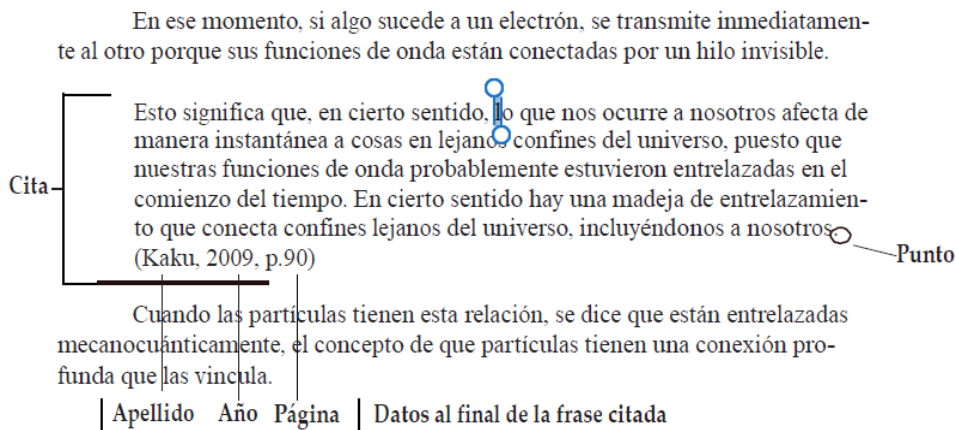 En ese momento, si algo sucede a un electrón, se transmite inmediatamen-
te al otro porque sus funciones de onda están conectadas por un hilo invisible.
Esto significa que, en cierto sentido, lo que nos ocurre a nosotros afecta de
manera instantánea a cosas en lejanos confines del universo, puesto que
nuestras funciones de onda probablemente estuvieron entrelazadas en el
comienzo del tiempo. En cierto sentido hay una madeja de entrelazamien-
Cita
to que conecta confines lejanos del universo, incluyéndonos a nosotros.
Punto
(Kaku, 2009, p.90)
Cuando las partículas tienen esta relación, se dice que están entrelazadas
mecanocuánticamente, el concepto de que partículas tienen una conexión pro-
funda que las vincula.
Apellido Año Página Datos al final de la frase citada